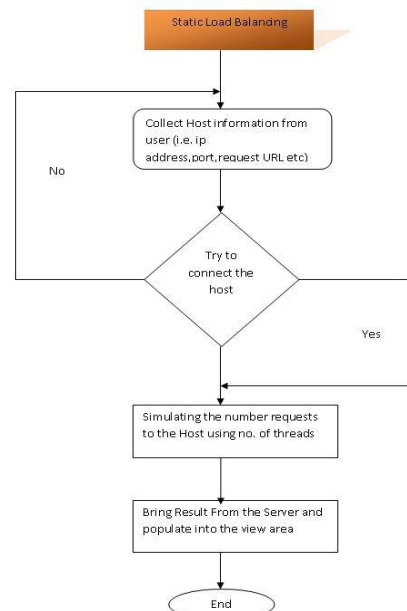 Static Load Balancing
Collect Host information from
user (i.e. ip
address,port,request URL etc)
No
Try to
connect the
host
Yes
Simulating the number requests
to the Host using no. of threads
Bring Result From the Server and
populate into the view area
End